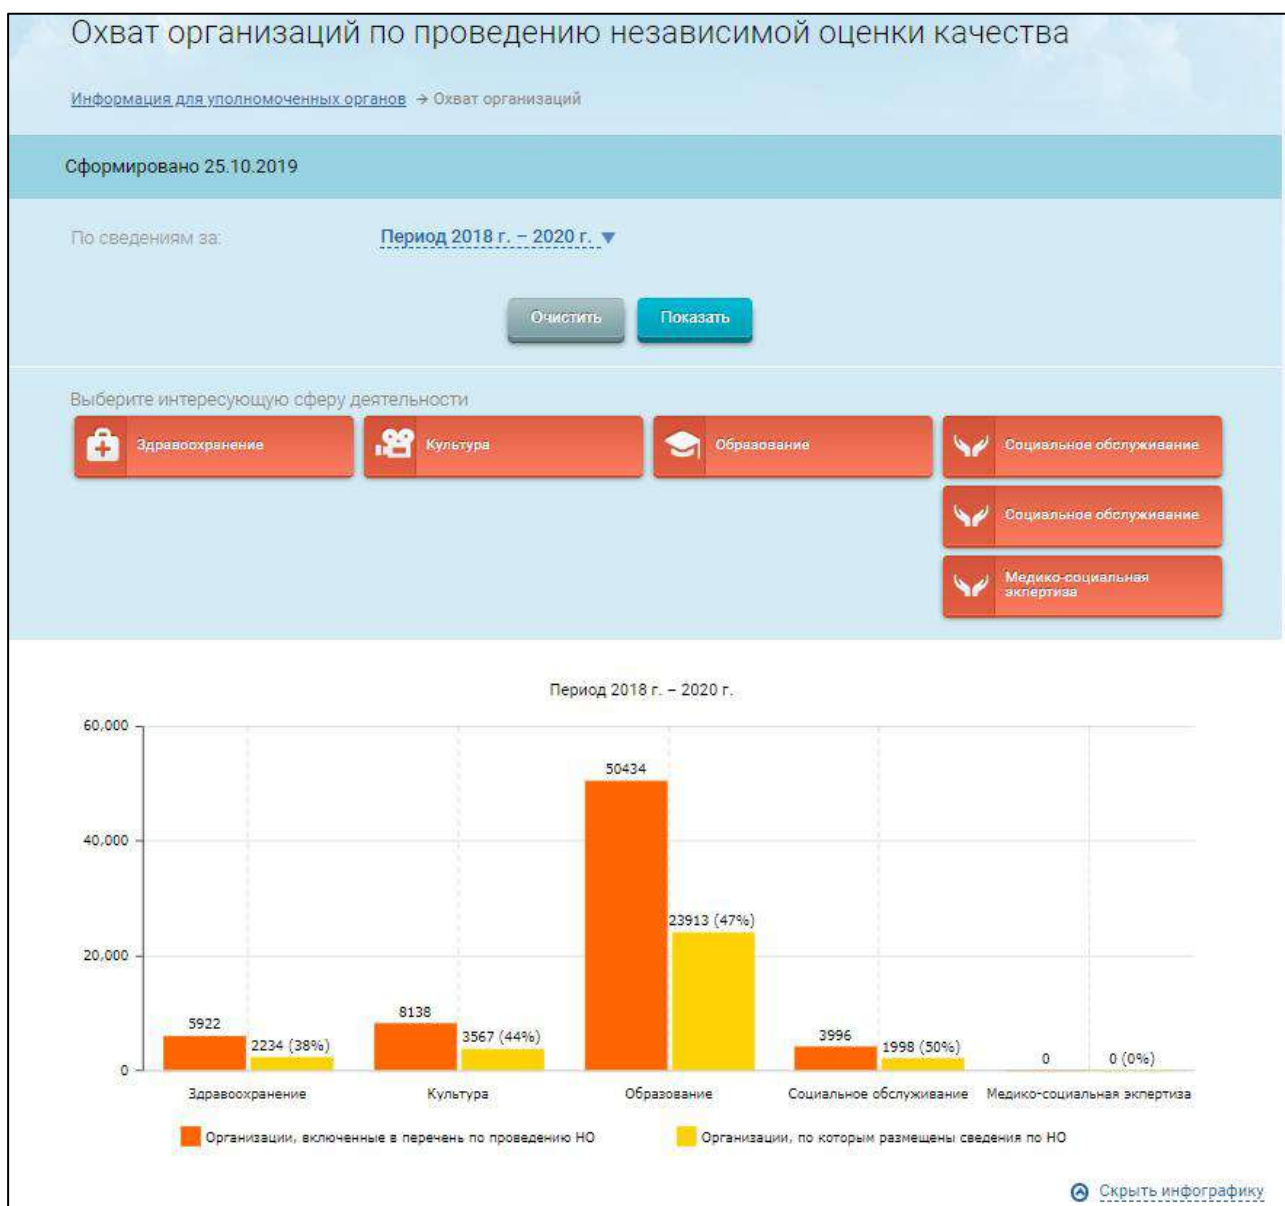 Охват организаций по проведению независимой оценки качества
Информация для уполномоченных органов → Охват организаций
Сформировано 25.10.2019
По сведениям за: Период 2018 г. – 2020 г.
Очистить Показать
Выберите интересующую сферу деятельности
Здравоохранение Культура Образование Социальное обслуживание
Социальное обслуживание
Медико-социальная
акпертиза
Период 2018 г. – 2020 г.
60,000
50434
40,000
23913 (47%)
20,000
8138
5922
3996
3567 (44%)
2234 (38%)
1998 (50%)
0 0 (0%)
0
Здравоохранение Культура Образование Социальное обслуживание Медико-социальная экпертиза
Организации, включенные в перечень по проведению НО Организации, по которым размещены сведения по НО
Скрыть инфографику